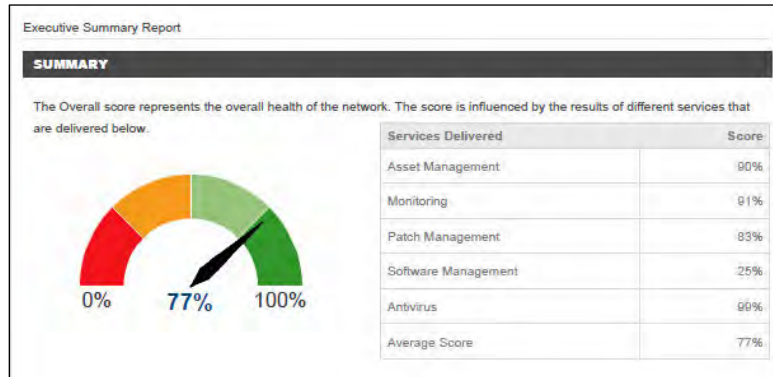 Executive Summary Report
SUMMARY
The Overall score represents the overall health of the network. The score is influenced by the results of different services that
are delivered below.
Services Delivered Score
Asset Management 90%
Monitoring 91%
Patch Management 83%
Software Management 25%
Antivirus 99%
Average Score 77%
0% 77% 100%